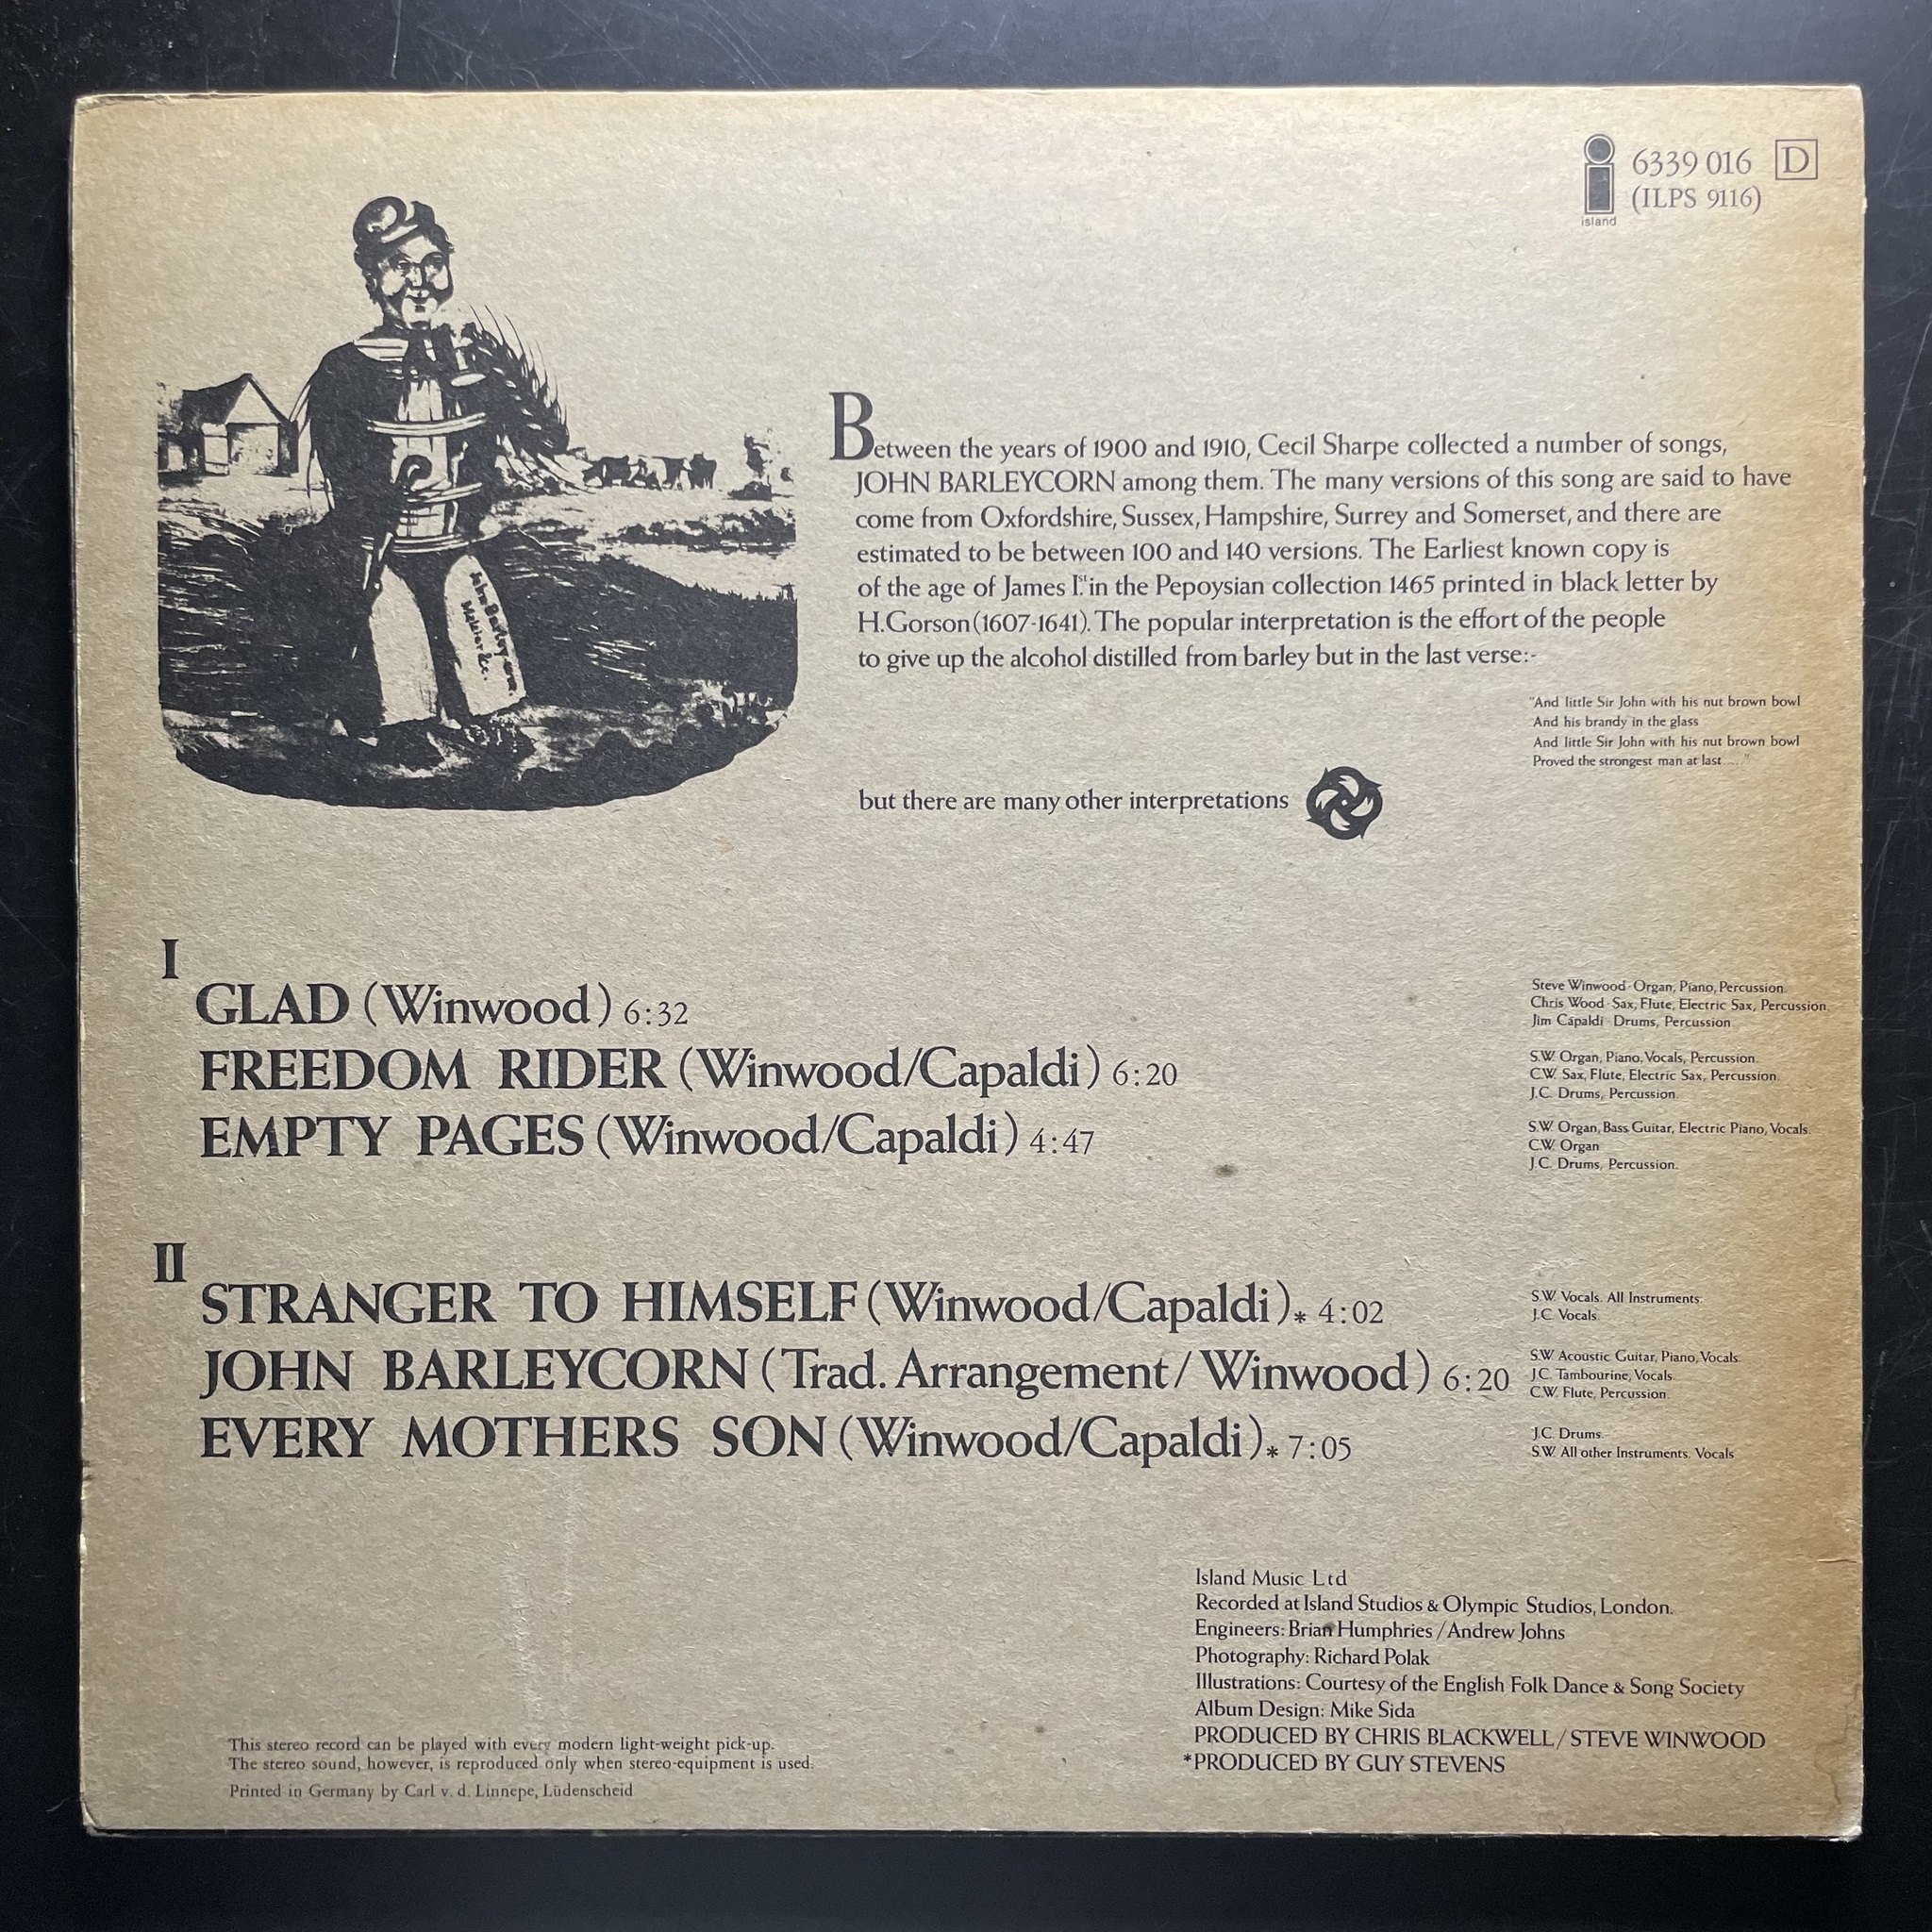 island
6339 016 D
(ILPS 9116)
Between the years of 1900 and 1910, Cecil Sharpe collected a number of songs,
JOHN BARLEYCORN among them. The many versions of this song are said to have
come from Oxfordshire, Sussex, Hampshire, Surrey and Somerset, and there are
estimated to be between 100 and 140 versions. The Earliest known copy is
of the age of James Ist in the Pepoysian collection 1465 printed in black letter by
H.Gorson (1607-1641). The popular interpretation is the effort of the people
to give up the alcohol distilled from barley but in the last verse:-
"And little Sir John with his nut brown bowl
And his brandy in the glass
And little Sir John with his nut brown bowl
Proved the strongest man at last....."
but there are many other interpretations
I
GLAD (Winwood) 6:32
Steve Winwood Organ, Piano, Percussion.
Chris Wood Sax, Flute, Electric Sax, Percussion.
Jim Capaldi Drums, Percussion
FREEDOM RIDER (Winwood/Capaldi) 6:20
S.W. Organ, Piano, Vocals, Percussion.
C.W. Sax, Flute, Electric Sax, Percussion.
J.C. Drums, Percussion.
EMPTY PAGES (Winwood/Capaldi) 4:47
S.W. Organ, Bass Guitar, Electric Piano, Vocals.
C.W. Organ
J.C. Drums, Percussion.
II
STRANGER TO HIMSELF (Winwood/Capaldi)* 4:02
S.W. Vocals. All Instruments.
J.C. Vocals.
JOHN BARLEYCORN (Trad. Arrangement/ Winwood) 6:20
S.W. Acoustic Guitar, Piano, Vocals.
J.C. Tambourine, Vocals.
C.W. Flute, Percussion.
EVERY MOTHERS SON (Winwood/Capaldi)* 7:05
J.C. Drums.
S.W. All other Instruments. Vocals
Island Music Ltd
Recorded at Island Studios & Olympic Studios, London.
Engineers: Brian Humphries / Andrew Johns
Photography: Richard Polak
Illustrations: Courtesy of the English Folk Dance & Song Society
Album Design: Mike Sida
PRODUCED BY CHRIS BLACKWELL / STEVE WINWOOD
*PRODUCED BY GUY STEVENS
This stereo record can be played with every modern light-weight pick-up.
The stereo sound, however, is reproduced only when stereo-equipment is used.
Printed in Germany by Carl v. d. Linnepe, Lüdenscheid